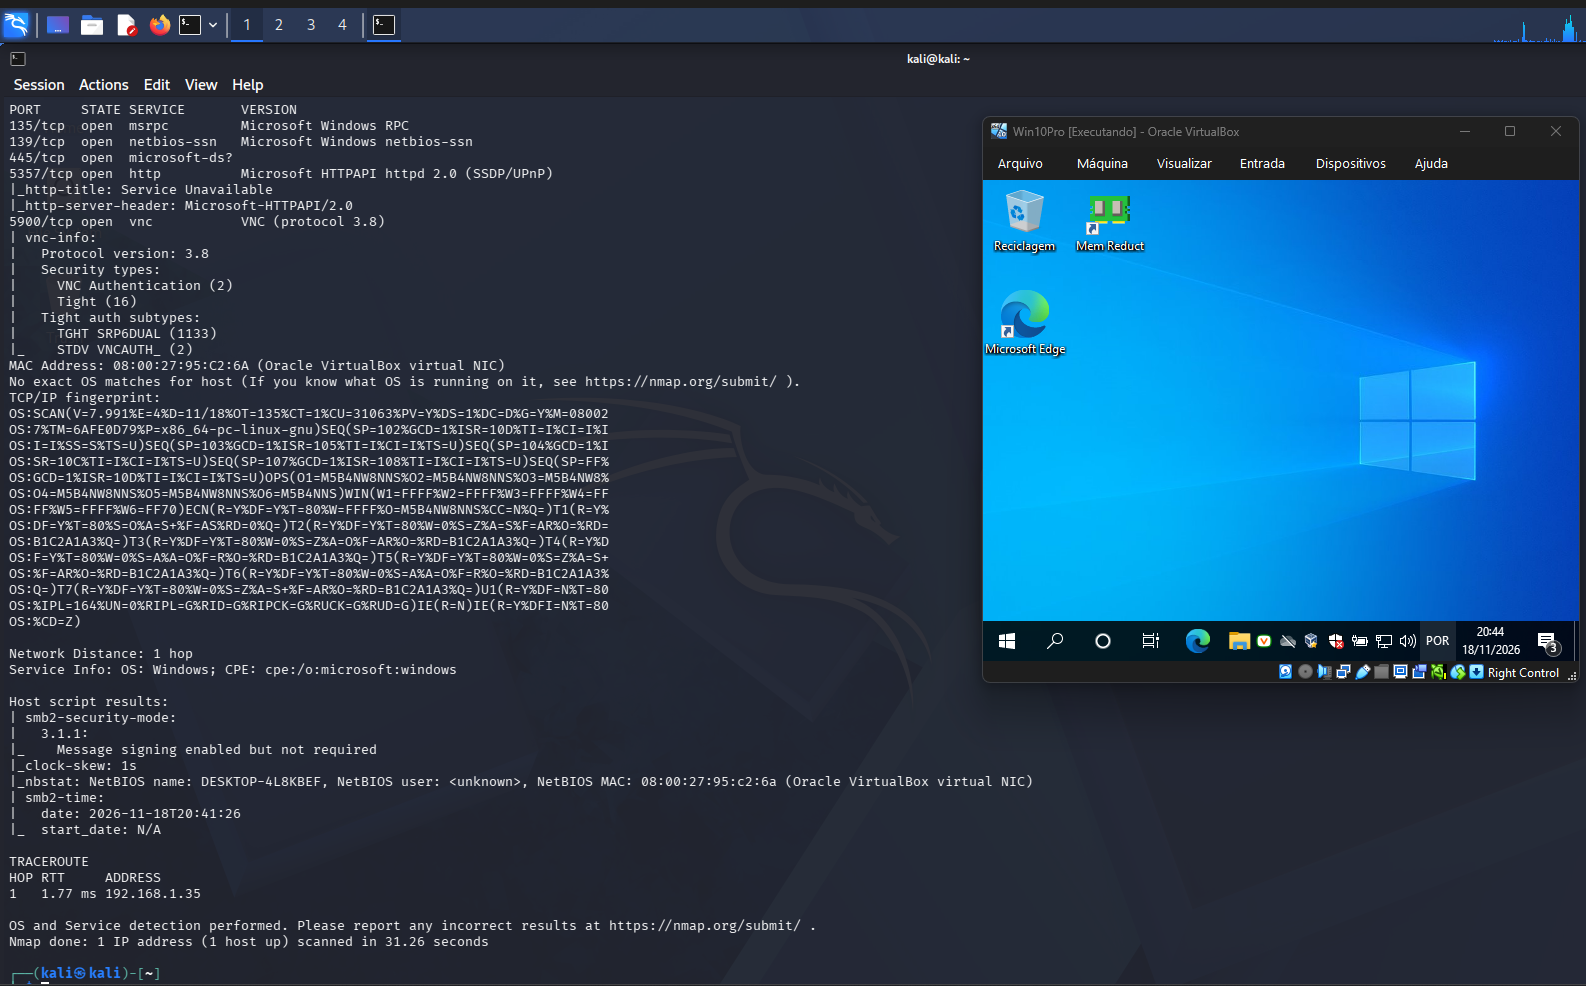 1 2 3 4
kali@kali: ~
Session Actions Edit View Help
PORT     STATE SERVICE       VERSION
135/tcp  open  msrpc         Microsoft Windows RPC
139/tcp  open  netbios-ssn   Microsoft Windows netbios-ssn
445/tcp  open  microsoft-ds?
5357/tcp open  http          Microsoft HTTPAPI httpd 2.0 (SSDP/UPnP)
|_http-title: Service Unavailable
|_http-server-header: Microsoft-HTTPAPI/2.0
5900/tcp open  vnc           VNC (protocol 3.8)
| vnc-info:
|   Protocol version: 3.8
|   Security types:
|     VNC Authentication (2)
|     Tight (16)
|   Tight auth subtypes:
|     TGHT SRP6DUAL (1133)
|_    STDV VNCAUTH_ (2)
MAC Address: 08:00:27:95:C2:6A (Oracle VirtualBox virtual NIC)
No exact OS matches for host (If you know what OS is running on it, see https://nmap.org/submit/ ).
TCP/IP fingerprint:
OS:SCAN(V=7.991%E=4%D=11/18%OT=135%CT=1%CU=31063%PV=Y%DS=1%DC=D%G=Y%M=08002
OS:7%TM=6AFE0D79%P=x86_64-pc-linux-gnu)SEQ(SP=102%GCD=1%ISR=10D%TI=I%CI=I%I
OS:I=I%SS=S%TS=U)SEQ(SP=103%GCD=1%ISR=105%TI=I%CI=I%TS=U)SEQ(SP=104%GCD=1%I
OS:SR=10C%TI=I%CI=I%TS=U)SEQ(SP=107%GCD=1%ISR=108%TI=I%CI=I%TS=U)SEQ(SP=FF%
OS:GCD=1%ISR=10D%TI=I%CI=I%TS=U)OPS(O1=M5B4NW8NNS%O2=M5B4NW8NNS%O3=M5B4NW8%
OS:O4=M5B4NW8NNS%O5=M5B4NW8NNS%O6=M5B4NNS)WIN(W1=FFFF%W2=FFFF%W3=FFFF%W4=FF
OS:FF%W5=FFFF%W6=FF70)ECN(R=Y%DF=Y%T=80%W=FFFF%O=M5B4NW8NNS%CC=N%Q=)T1(R=Y%
OS:DF=Y%T=80%S=O%A=S+%F=AS%RD=0%Q=)T2(R=Y%DF=Y%T=80%W=0%S=Z%A=S%F=AR%O=%RD=
OS:B1C2A1A3%Q=)T3(R=Y%DF=Y%T=80%W=0%S=Z%A=O%F=AR%O=%RD=B1C2A1A3%Q=)T4(R=Y%D
OS:F=Y%T=80%W=0%S=A%A=O%F=R%O=%RD=B1C2A1A3%Q=)T5(R=Y%DF=Y%T=80%W=0%S=Z%A=S+
OS:%F=AR%O=%RD=B1C2A1A3%Q=)T6(R=Y%DF=Y%T=80%W=0%S=A%A=O%F=R%O=%RD=B1C2A1A3%
OS:Q=)T7(R=Y%DF=Y%T=80%W=0%S=Z%A=S+%F=AR%O=%RD=B1C2A1A3%Q=)U1(R=Y%DF=N%T=80
OS:%IPL=164%UN=0%RIPL=G%RID=G%RIPCK=G%RUCK=G%RUD=G)IE(R=N)IE(R=Y%DFI=N%T=80
OS:%CD=Z)
Network Distance: 1 hop
Service Info: OS: Windows; CPE: cpe:/o:microsoft:windows
Host script results:
| smb2-security-mode:
|   3.1.1:
|_    Message signing enabled but not required
|_clock-skew: 1s
|_nbstat: NetBIOS name: DESKTOP-4L8KBEF, NetBIOS user: <unknown>, NetBIOS MAC: 08:00:27:95:c2:6a (Oracle VirtualBox virtual NIC)
| smb2-time:
|   date: 2026-11-18T20:41:26
|_  start_date: N/A
TRACEROUTE
HOP RTT     ADDRESS
1   1.77 ms 192.168.1.35
OS and Service detection performed. Please report any incorrect results at https://nmap.org/submit/ .
Nmap done: 1 IP address (1 host up) scanned in 31.26 seconds
┌──(kali㉿kali)-[~]
Win10Pro [Executando] - Oracle VirtualBox
Arquivo Máquina Visualizar Entrada Dispositivos Ajuda
Reciclagem
Mem Reduct
Microsoft Edge
POR
20:44
18/11/2026
3
Right Control